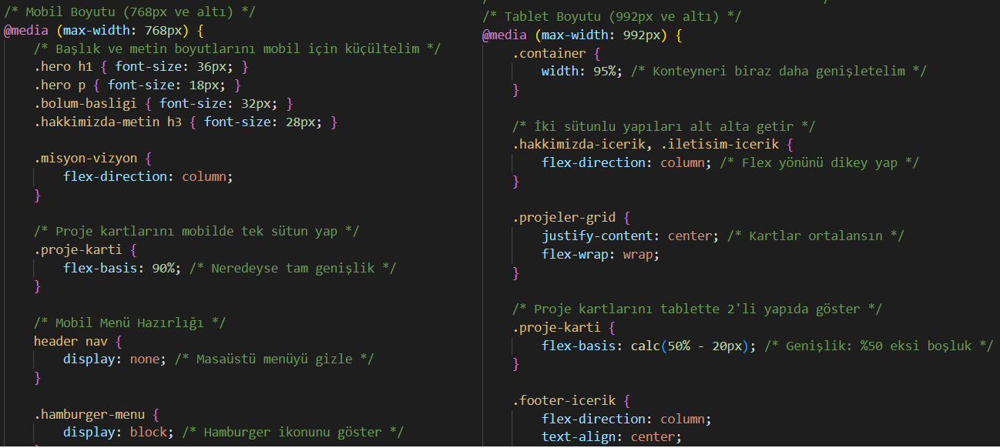 /* Mobil Boyutu (768px ve altı) */
@media (max-width: 768px) {
/* Başlık ve metin boyutlarını mobil için küçültelim */
.hero h1 { font-size: 36px; }
.hero p { font-size: 18px; }
.bolum-basligi { font-size: 32px; }
.hakkimizda-metin h3 { font-size: 28px; }
.misyon-vizyon {
flex-direction: column;
}
/* Proje kartlarını mobilde tek sütun yap */
.proje-karti {
flex-basis: 90%; /* Neredeyse tam genişlik */
}
/* Mobil Menü Hazırlığı */
header nav {
display: none; /* Masaüstü menüyü gizle */
}
.hamburger-menu {
display: block; /* Hamburger ikonunu göster */
/* Tablet Boyutu (992px ve altı) */
@media (max-width: 992px) {
.container {
width: 95%; /* Konteyneri biraz daha genişletelim */
}
/* İki sütunlu yapıları alt alta getir */
.hakkimizda-icerik, .iletisim-icerik {
flex-direction: column; /* Flex yönünü dikey yap */
}
.projeler-grid {
justify-content: center; /* Kartlar ortalansın */
flex-wrap: wrap;
}
/* Proje kartlarını tablette 2'li yapıda göster */
.proje-karti {
flex-basis: calc(50% - 20px); /* Genişlik: %50 eksi boşluk */
}
.footer-icerik {
flex-direction: column;
text-align: center;